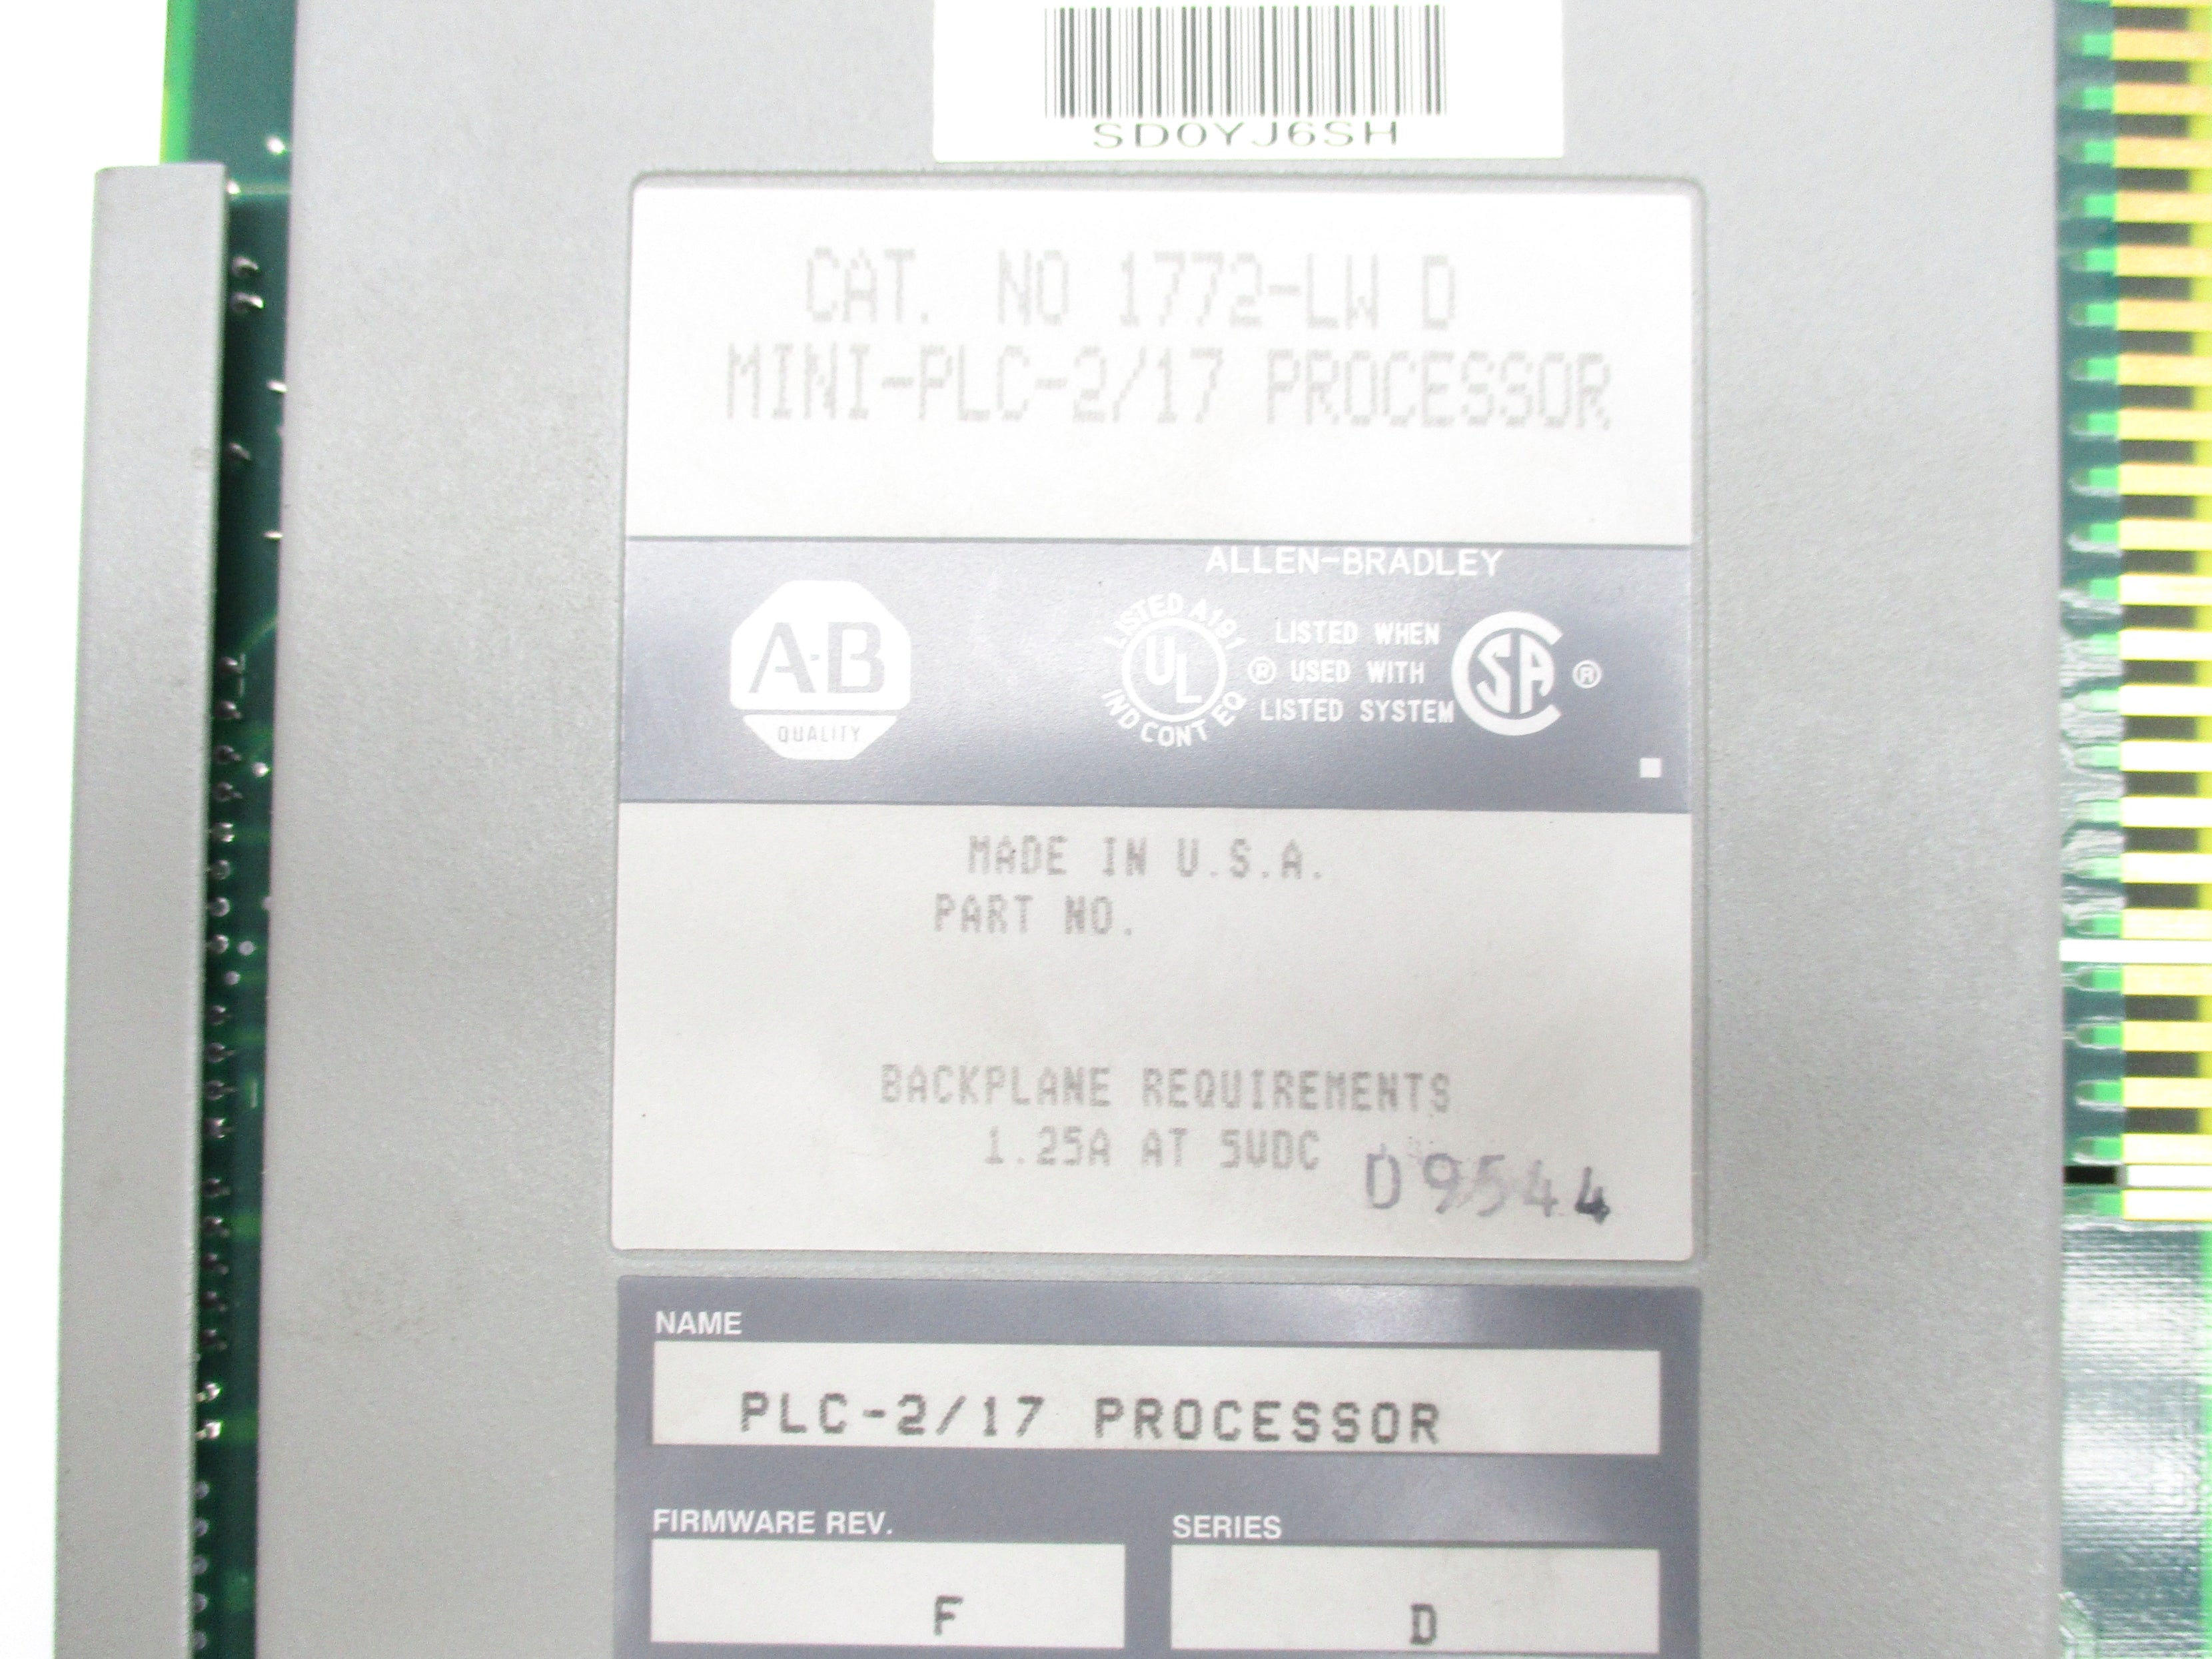 SD0YJ6SH
CAT. NO 1772-LW D
MINI-PLC-2/17 PROCESSOR
ALLEN-BRADLEY
A-B
QUALITY
LISTED A191
UL
IND CONT EQ
®
LISTED WHEN
USED WITH
LISTED SYSTEM
SA ®
MADE IN U.S.A.
PART NO.
BACKPLANE REQUIREMENTS
1.25A AT 5VDC
D9544
NAME
PLC-2/17 PROCESSOR
FIRMWARE REV. SERIES
F D